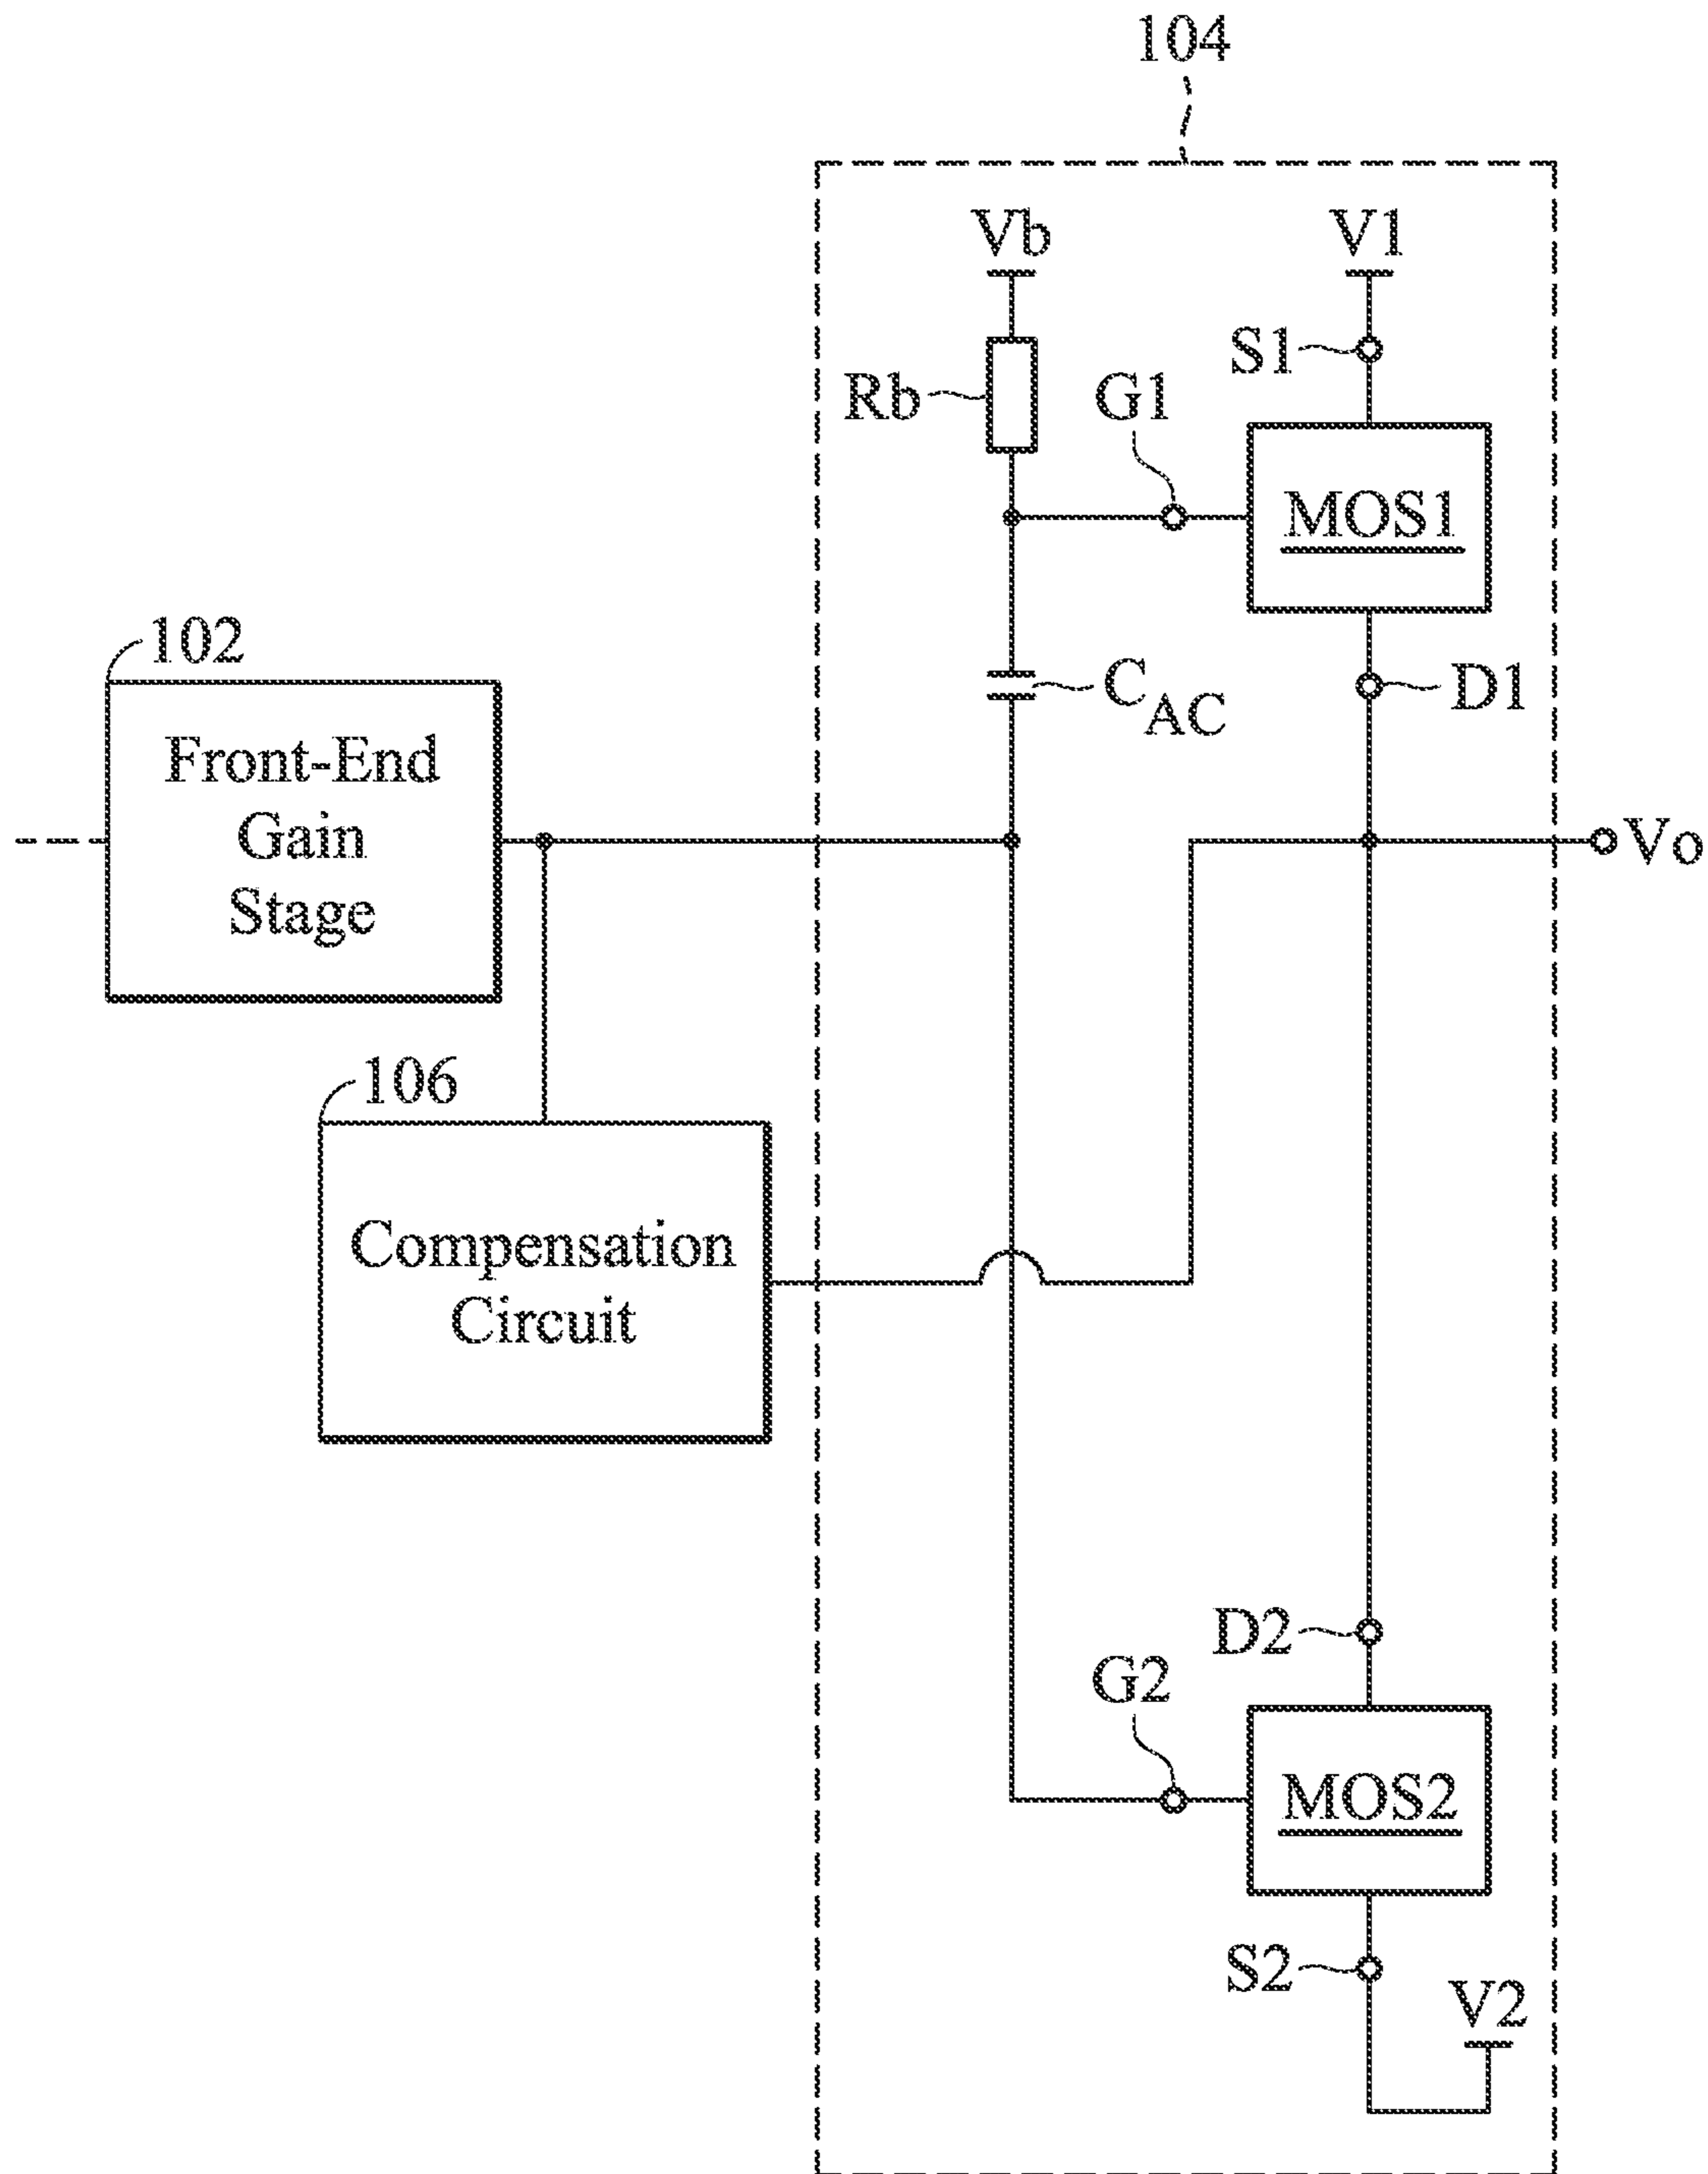 104
Vb
V1
S1
Rb
G1
MOS1
102
C_AC
D1
Front-End
Gain
Stage
Vo
106
Compensation
Circuit
D2
G2
MOS2
S2
V2